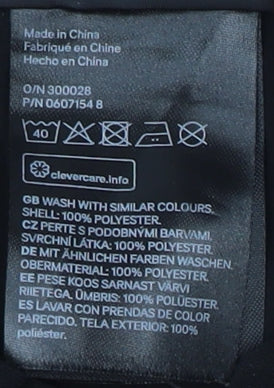 Made in China
Fabriqué en Chine
Hecho en China
O/N 300028
P/N 0607154 8
40
clevercare.info
GB WASH WITH SIMILAR COLOURS.
SHELL: 100% POLYESTER.
CZ PERTE S PODOBNÝMI BARVAMI.
SVRCHNÍ LÁTKA: 100% POLYESTER.
DE MIT ÄHNLICHEN FARBEN WASCHEN.
OBERMATERIAL: 100% POLYESTER.
EE PESE KOOS SARNAST VÄRVI
RIIETEGA. ÜMBRIS: 100% POLÜESTER.
ES LAVAR CON PRENDAS DE COLOR
PARECIDO. TELA EXTERIOR: 100%
poliéster.